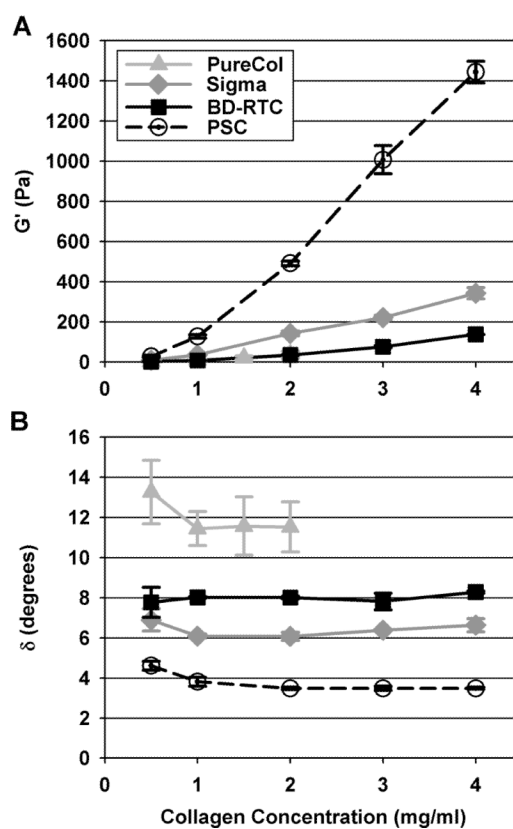 A
1600
1400
1200
1000
800
600
400
200
0
G' (Pa)
PureCol
Sigma
BD-RTC
PSC
0 1 2 3 4
B
16
14
12
10
8
6
4
2
0
δ (degrees)
0 1 2 3 4
Collagen Concentration (mg/ml)